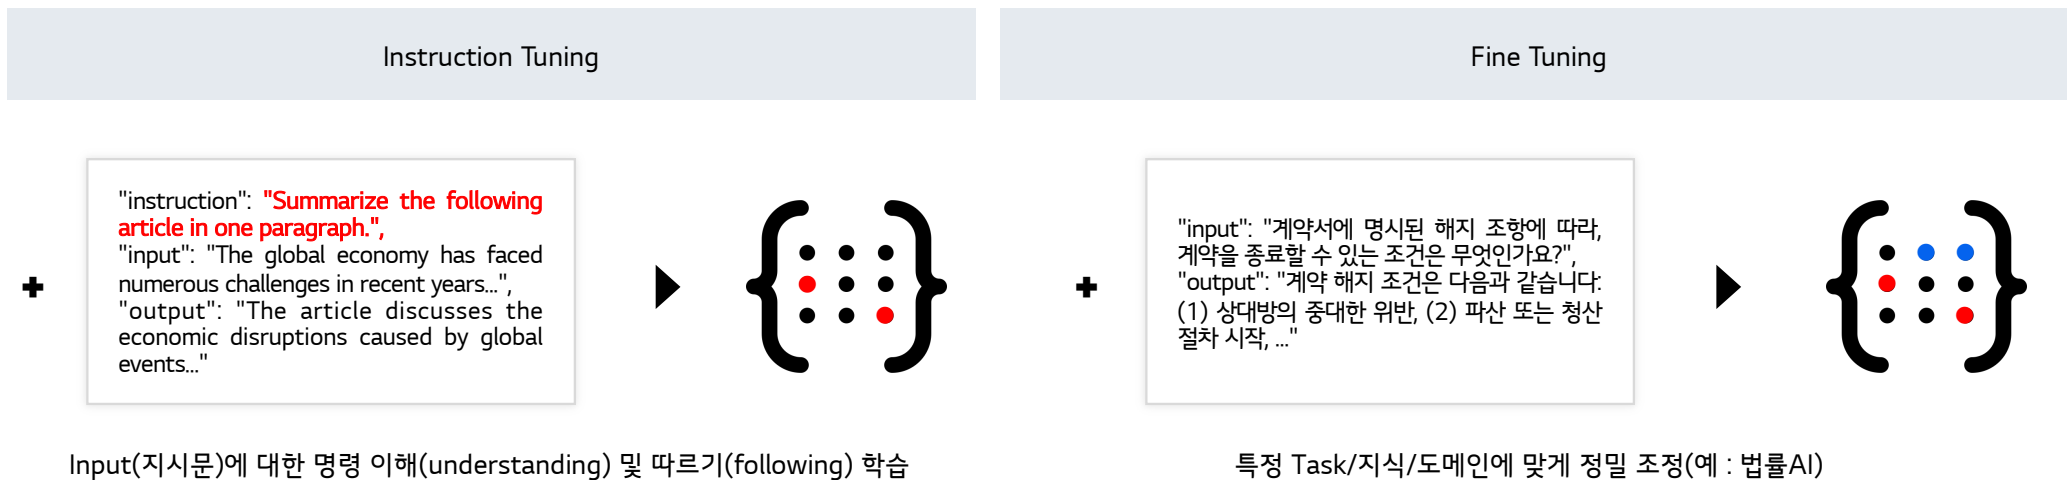 Instruction Tuning
"instruction": "Summarize the following
article in one paragraph.",
"input": "The global economy has faced
numerous challenges in recent years...",
"output": "The article discusses the
economic disruptions caused by global
events..."
Input(지시문)에 대한 명령 이해(understanding) 및 따르기(following) 학습
Fine Tuning
"input": "계약서에 명시된 해지 조항에 따라,
계약을 종료할 수 있는 조건은 무엇인가요?",
"output": "계약 해지 조건은 다음과 같습니다:
(1) 상대방의 중대한 위반, (2) 파산 또는 청산
절차 시작, ..."
특정 Task/지식/도메인에 맞게 정밀 조정(예 : 법률AI)